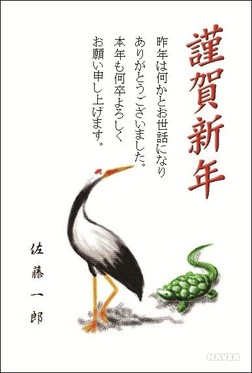 謹賀新年
昨年は何かとお世話になり
ありがとうございました。
本年も何卒よろしく
お願い申し上げます。
佐藤一郎
NAVER